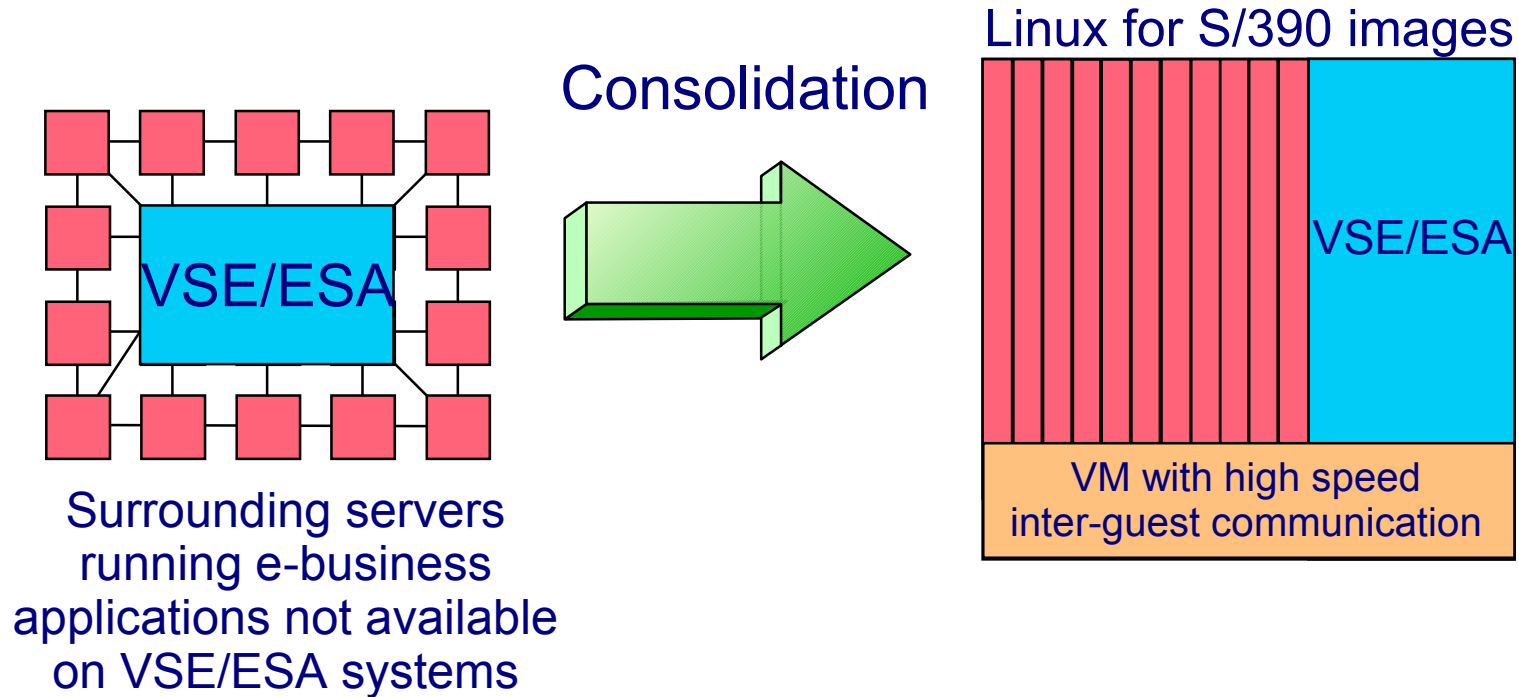 Linux for S/390 images
Consolidation
VSE/ESA
VSE/ESA
VM with high speed
inter-guest communication
Surrounding servers
running e-business
applications not available
on VSE/ESA systems